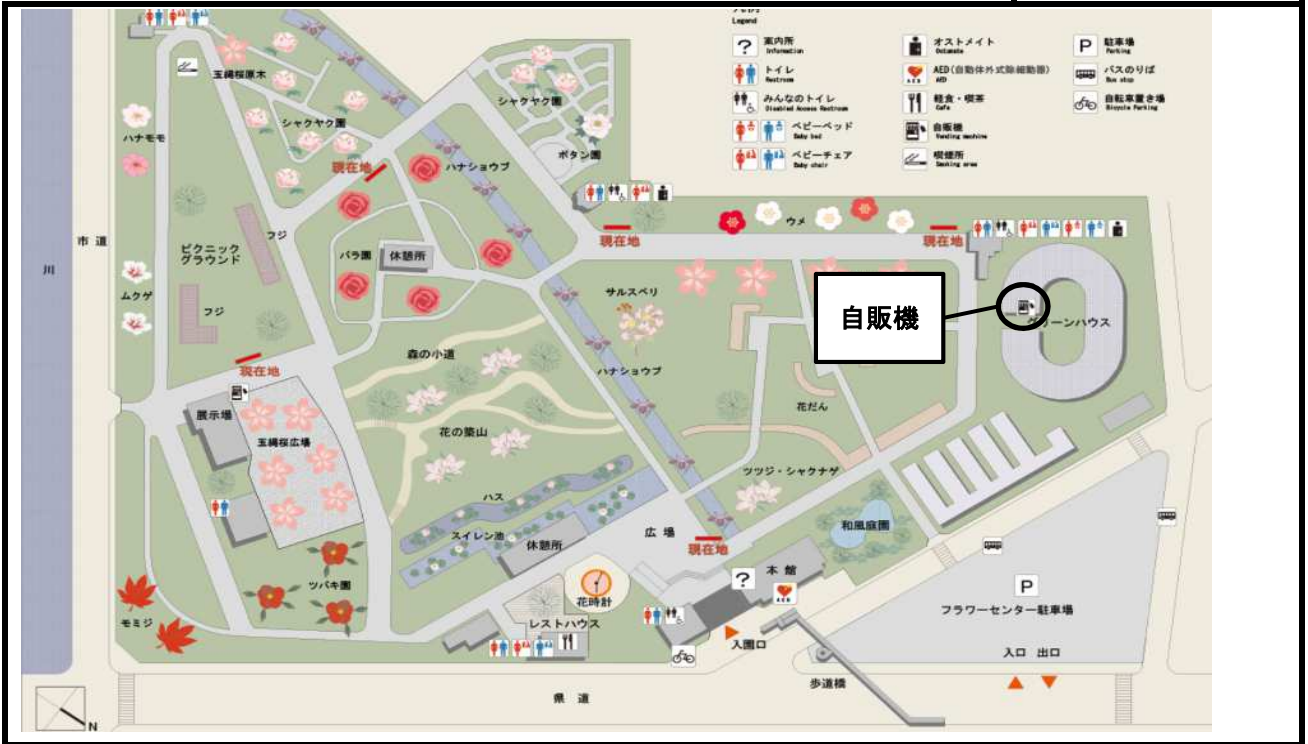 Legend
案内所
Information
トイレ
Restroom
みんなのトイレ
Disabled Access Restroom
ベビーベッド
Baby bed
ベビーチェア
Baby chair
オストメイト
Ostomate
AED(自動体外式除細動器)
AED
軽食・喫茶
Cafe
自販機
Vending machine
喫煙所
Smoking area
P
駐車場
Parking
バスのりば
Bus stop
自転車置き場
Bicycle Parking
玉縄桜原木
シャクヤク園
シャクヤク園
ボタン園
ハナモモ
現在地
ハナショウブ
市道
川
ピクニック
グラウンド
フジ
バラ園
休憩所
現在地
ウメ
現在地
ムクゲ
フジ
サルスベリ
自販機
グリーンハウス
現在地
森の小道
ハナショウブ
展示場
玉縄桜広場
花の築山
花だん
ハス
ツツジ・シャクナゲ
スイレン池
休憩所
広場
現在地
和風庭園
ツバキ園
花時計
?
本館
AED
P
フラワーセンター駐車場
モミジ
レストハウス
入園口
入口 出口
歩道橋
県道
N